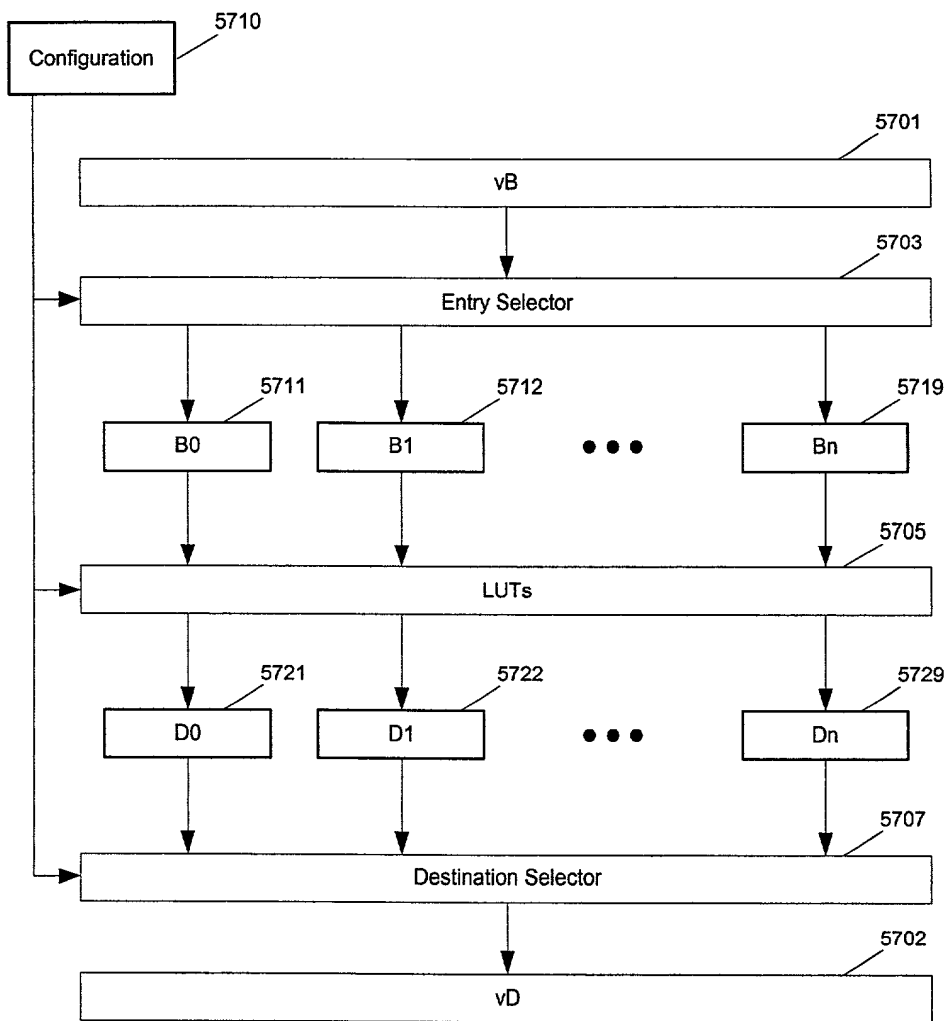 5710
Configuration
5701
vB
5703
Entry Selector
5711
5712
5719
B0
B1
Bn
5705
LUTs
5721
5722
5729
D0
D1
Dn
5707
Destination Selector
5702
vD